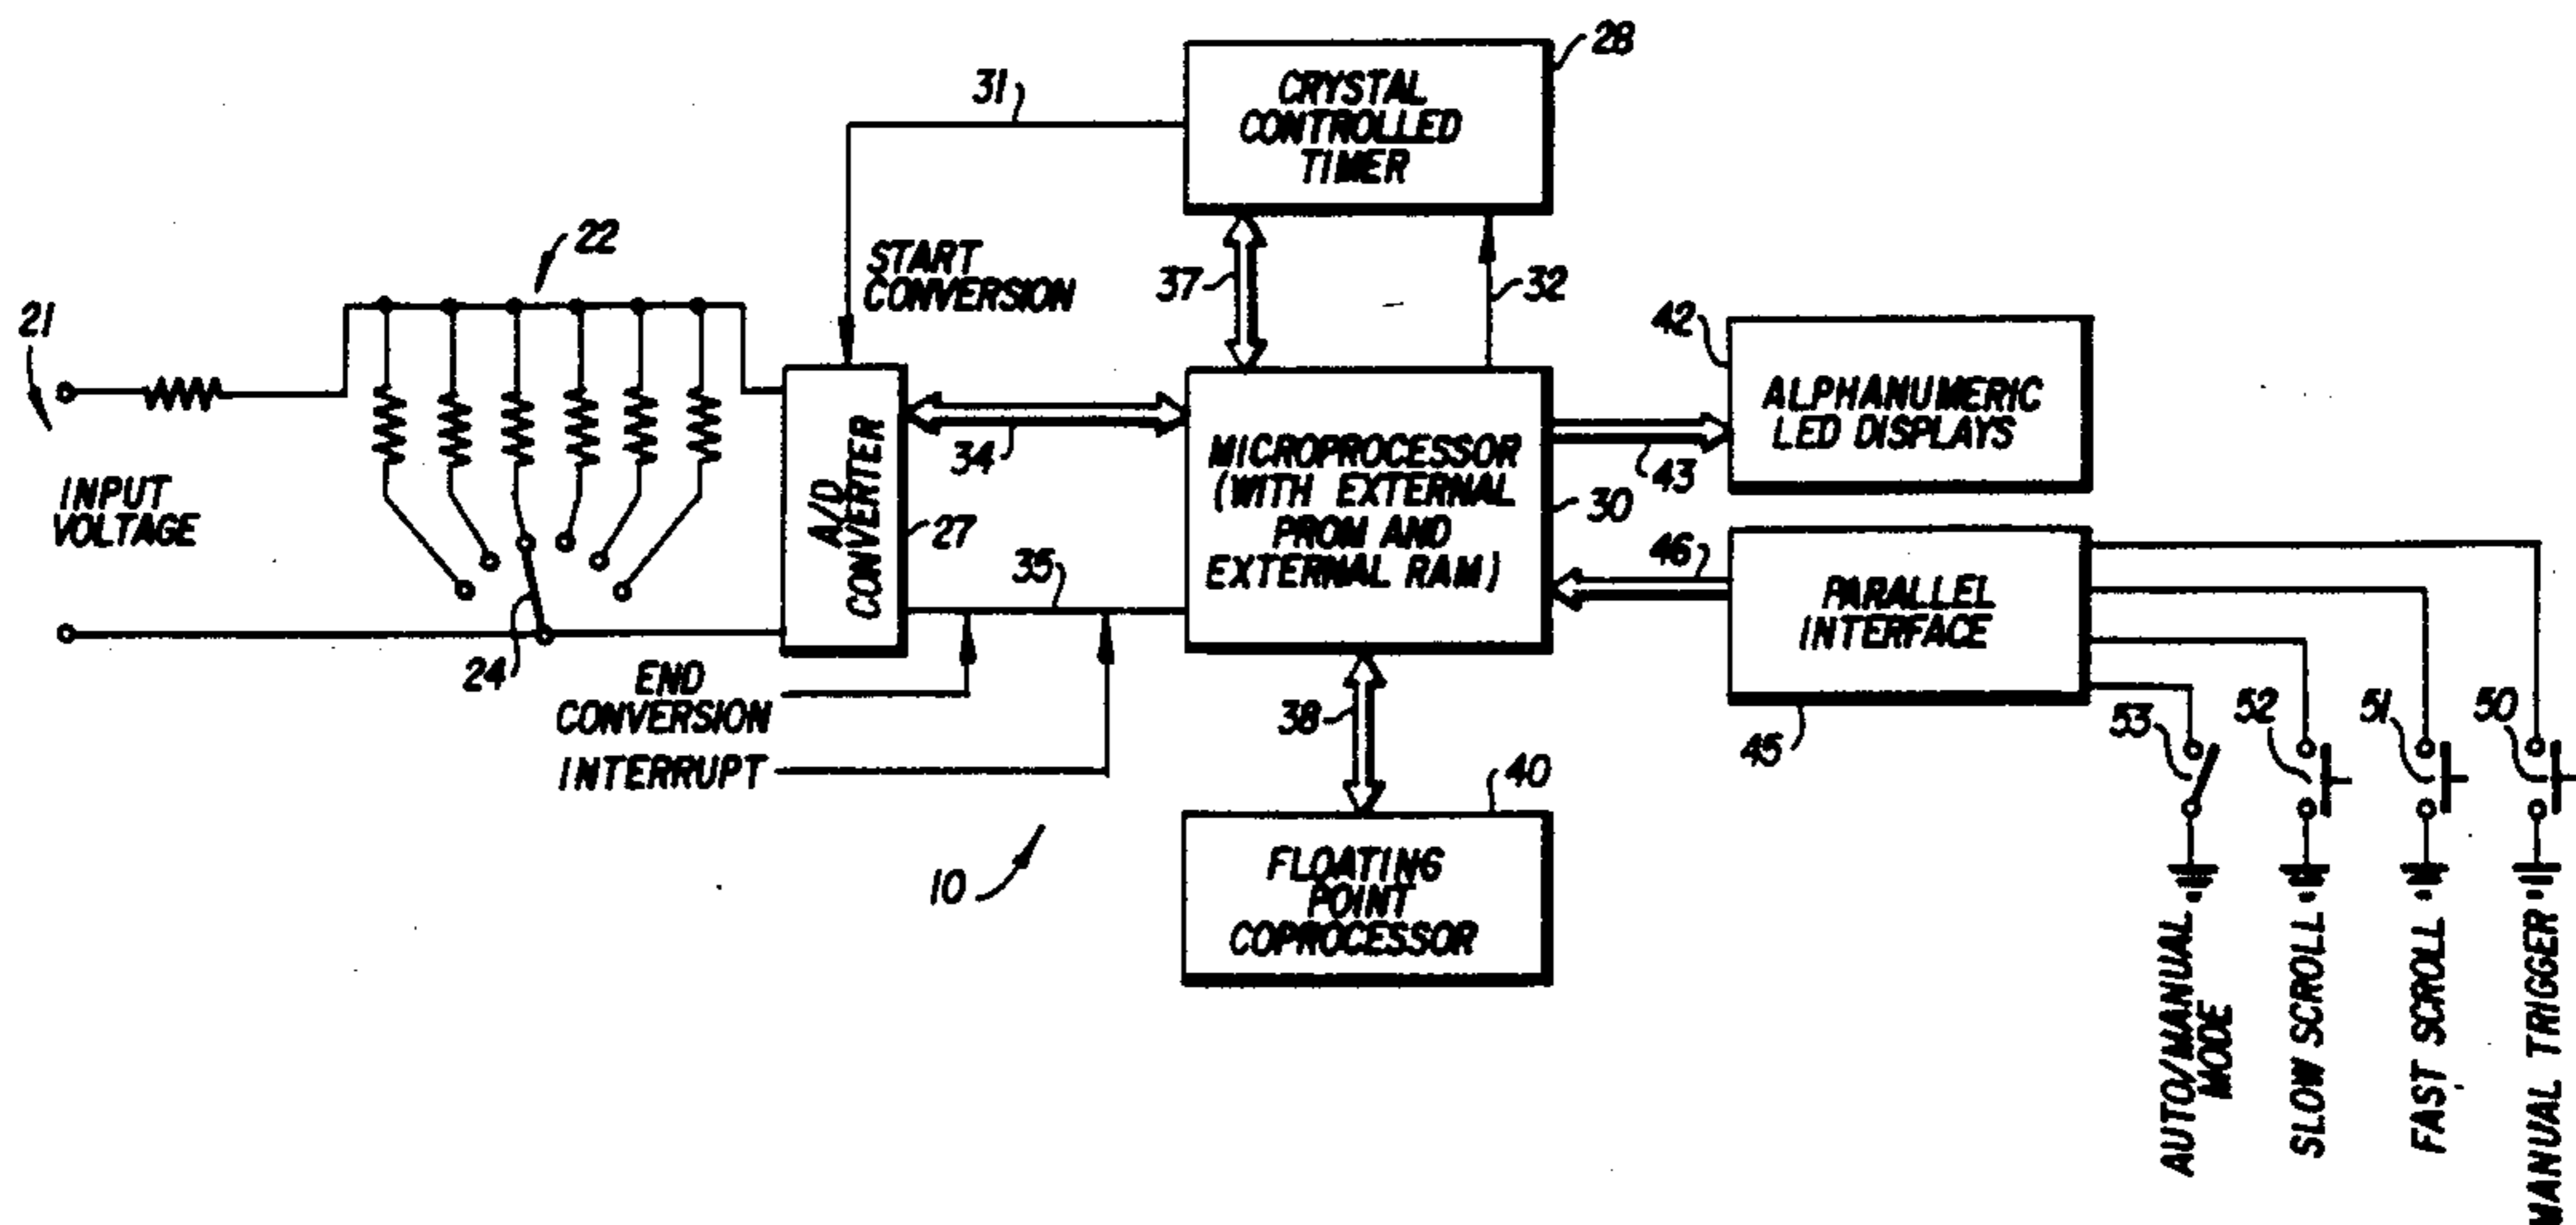 28
CRYSTAL
CONTROLLED
TIMER
31
22
START
CONVERSION
37
32
21
42
ALPHANUMERIC
LED DISPLAYS
43
34
MICROPROCESSOR
(WITH EXTERNAL
PROM AND
EXTERNAL RAM)
30
INPUT
VOLTAGE
A/D
CONVERTER
27
35
46
PARALLEL
INTERFACE
45
24
END
CONVERSION
INTERRUPT
38
53
52
51
50
40
10
FLOATING
POINT
COPROCESSOR
AUTO/MANUAL
MODE
SLOW SCROLL
FAST SCROLL
MANUAL TRIGGER